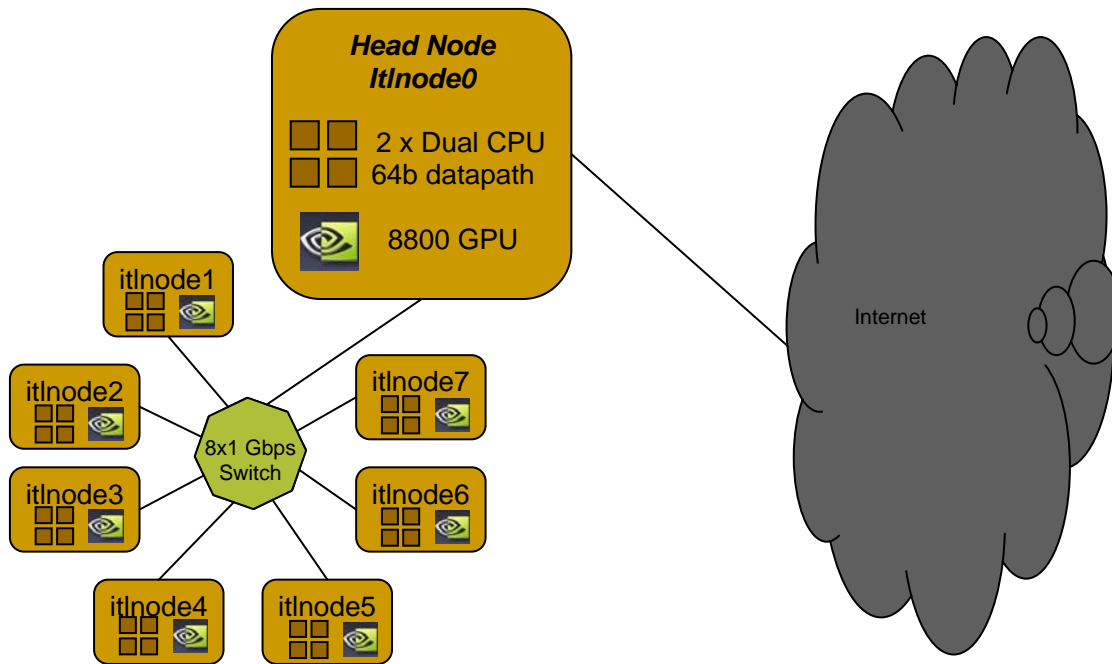 Head Node
Itlnode0
2 x Dual CPU
64b datapath
8800 GPU
itlnode1
itlnode2
itlnode7
8x1 Gbps
Switch
itlnode3
itlnode6
itlnode4
itlnode5
Internet